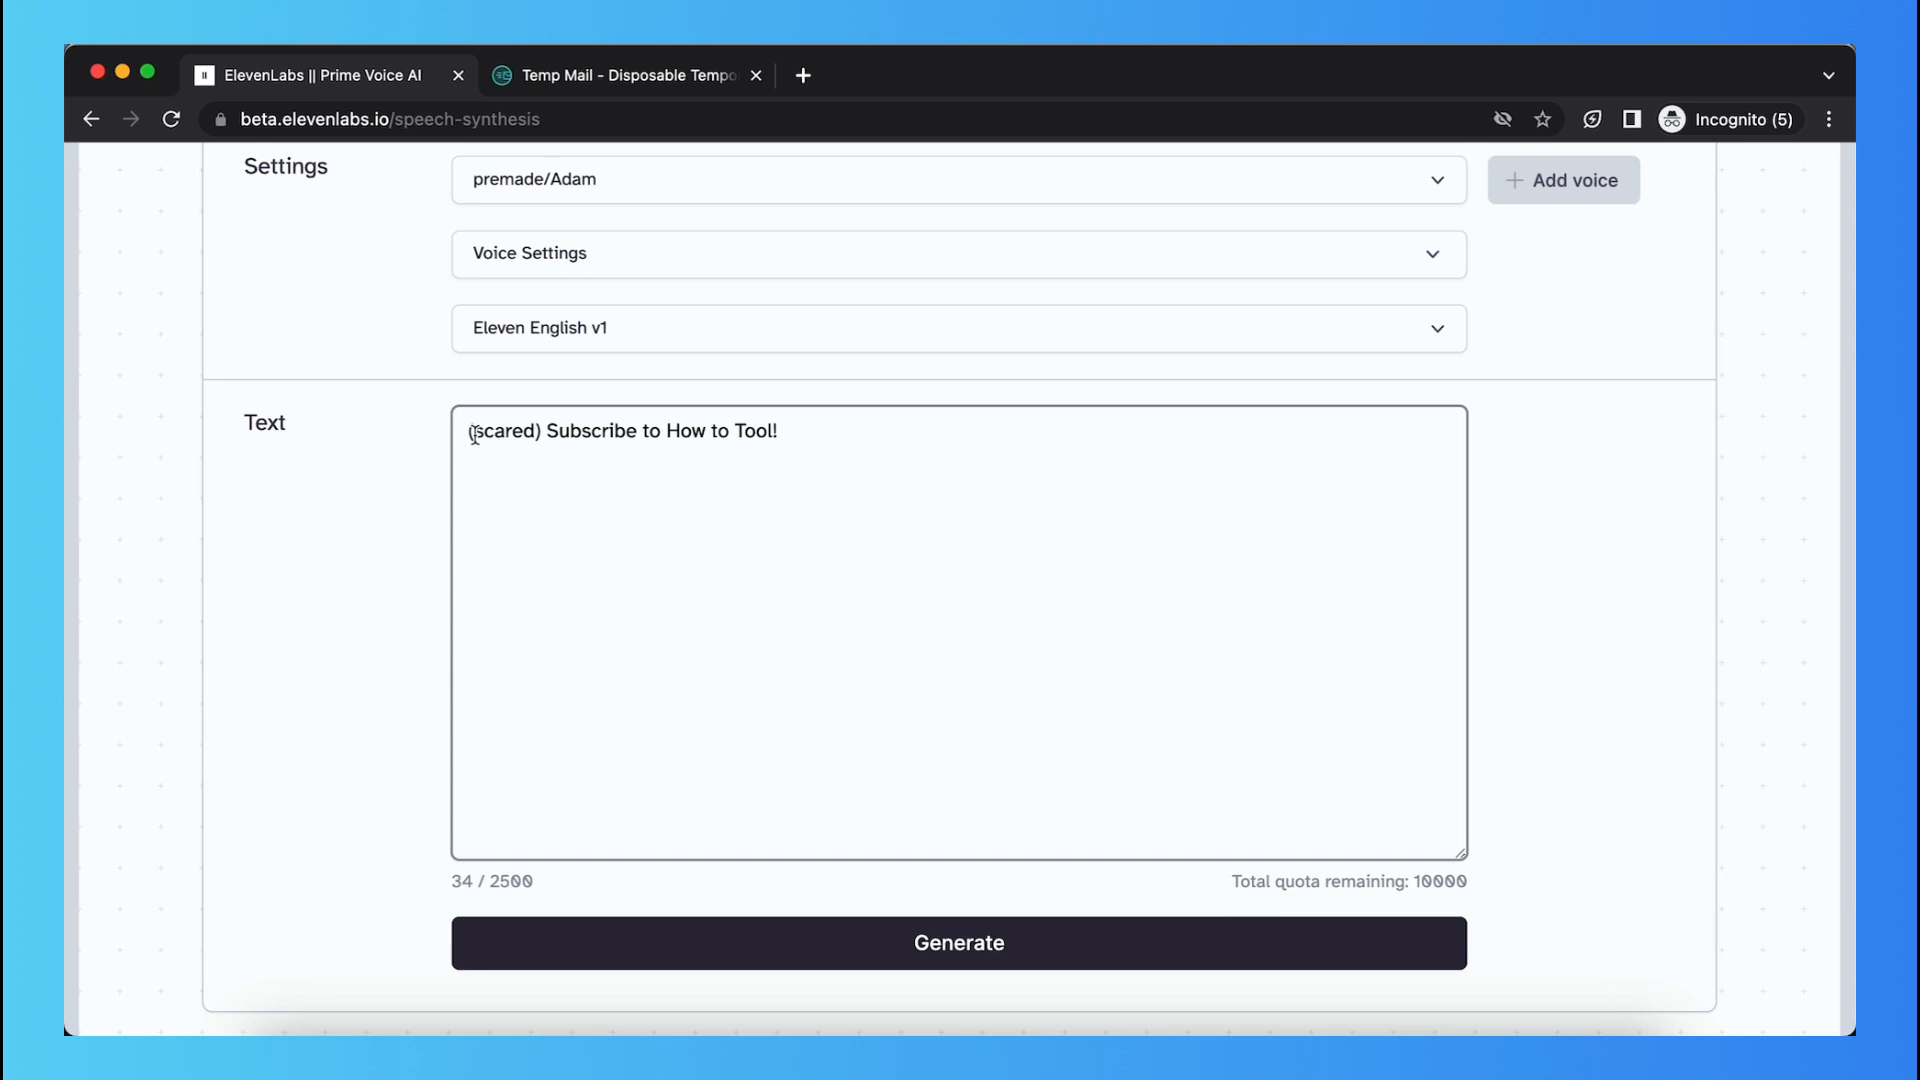 ElevenLabs || Prime Voice AI
Temp Mail - Disposable Tempo
beta.elevenlabs.io/speech-synthesis
Incognito (5)
Settings
premade/Adam
Add voice
Voice Settings
Eleven English v1
Text
(scared) Subscribe to How to Tool!
34 / 2500
Total quota remaining: 10000
Generate